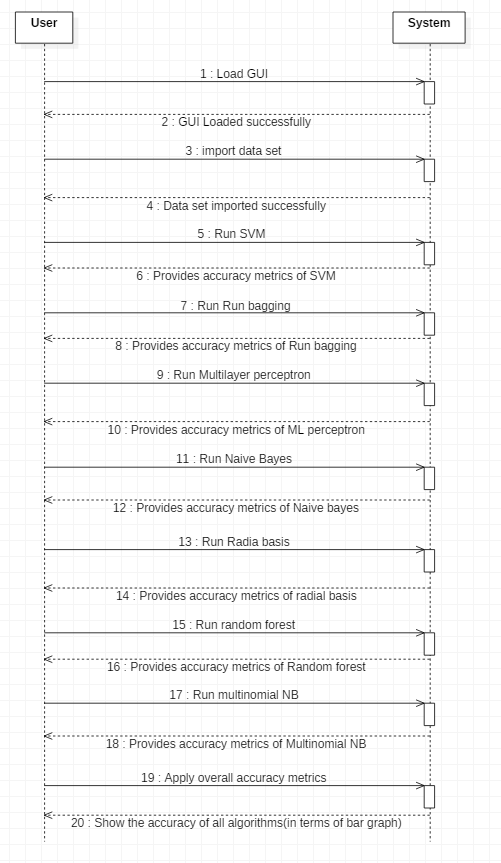 User
System
1 : Load GUI
2 : GUI Loaded successfully
3 : import data set
4 : Data set imported successfully
5 : Run SVM
6 : Provides accuracy metrics of SVM
7 : Run Run bagging
8 : Provides accuracy metrics of Run bagging
9 : Run Multilayer perceptron
10 : Provides accuracy metrics of ML perceptron
11 : Run Naive Bayes
12 : Provides accuracy metrics of Naive bayes
13 : Run Radia basis
14 : Provides accuracy metrics of radial basis
15 : Run random forest
16 : Provides accuracy metrics of Random forest
17 : Run multinomial NB
18 : Provides accuracy metrics of Multinomial NB
19 : Apply overall accuracy metrics
20 : Show the accuracy of all algorithms(in terms of bar graph)